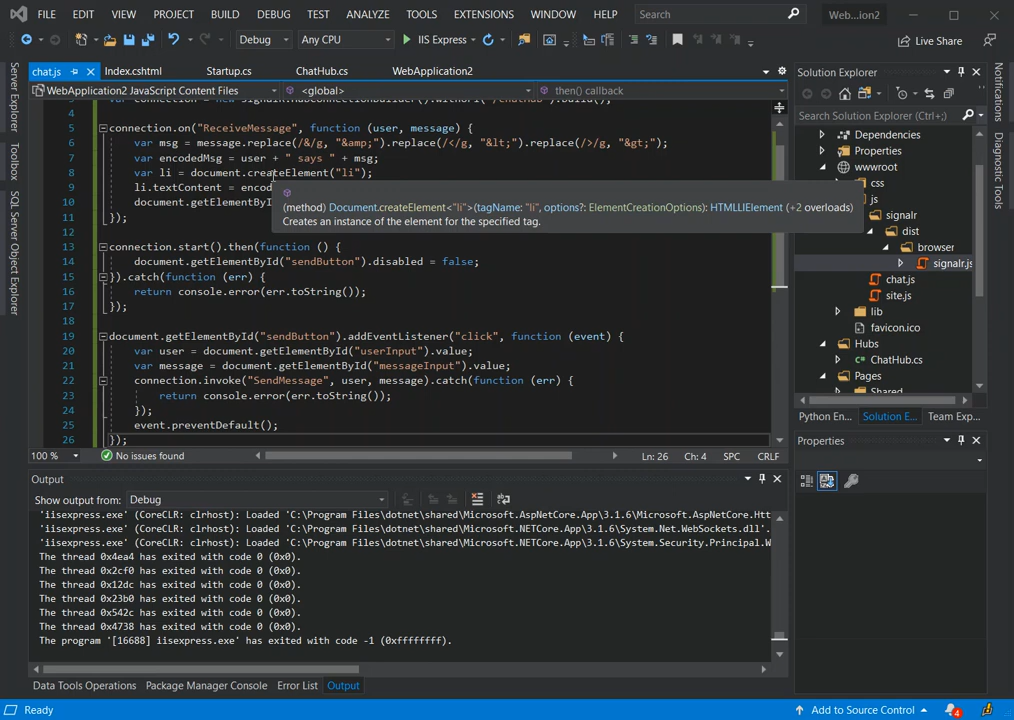 FILE EDIT VIEW PROJECT BUILD DEBUG TEST ANALYZE TOOLS EXTENSIONS WINDOW HELP Search Web...ion2
Debug Any CPU IIS Express Live Share
chat.js Index.cshtml Startup.cs ChatHub.cs WebApplication2
WebApplication2 JavaScript Content Files <global> then() callback
4
5 connection.on("ReceiveMessage", function (user, message) {
6 var msg = message.replace(/&/g, "&amp;").replace(/</g, "&lt;").replace(/>/g, "&gt;");
7 var encodedMsg = user + " says " + msg;
8 var li = document.createElement("li");
9 li.textContent = encod
10 document.getElementBy
11 });
(method) Document.createElement<"li">(tagName: "li", options?: ElementCreationOptions): HTMLLIElement (+2 overloads)
Creates an instance of the element for the specified tag.
12
13 connection.start().then(function () {
14 document.getElementById("sendButton").disabled = false;
15 }).catch(function (err) {
16 return console.error(err.toString());
17 });
18
19 document.getElementById("sendButton").addEventListener("click", function (event) {
20 var user = document.getElementById("userInput").value;
21 var message = document.getElementById("messageInput").value;
22 connection.invoke("SendMessage", user, message).catch(function (err) {
23 return console.error(err.toString());
24 });
25 event.preventDefault();
26 });
100 % No issues found Ln: 26 Ch: 4 SPC CRLF
Output
Show output from: Debug
'iisexpress.exe' (CoreCLR: clrhost): Loaded 'C:\Program Files\dotnet\shared\Microsoft.AspNetCore.App\3.1.6\Microsoft.AspNetCore.Htt
'iisexpress.exe' (CoreCLR: clrhost): Loaded 'C:\Program Files\dotnet\shared\Microsoft.NETCore.App\3.1.6\System.Net.WebSockets.dll'.
'iisexpress.exe' (CoreCLR: clrhost): Loaded 'C:\Program Files\dotnet\shared\Microsoft.NETCore.App\3.1.6\System.Security.Principal.W
The thread 0x4ea4 has exited with code 0 (0x0).
The thread 0x2cf0 has exited with code 0 (0x0).
The thread 0x12dc has exited with code 0 (0x0).
The thread 0x23b0 has exited with code 0 (0x0).
The thread 0x542c has exited with code 0 (0x0).
The thread 0x4738 has exited with code 0 (0x0).
The program '[16688] iisexpress.exe' has exited with code -1 (0xffffffff).
Data Tools Operations Package Manager Console Error List Output
Ready Add to Source Control 4
Server Explorer
Toolbox
SQL Server Object Explorer
Solution Explorer
Search Solution Explorer (Ctrl+;)
Dependencies
Properties
wwwroot
css
js
signalr
dist
browser
signalr.js
chat.js
site.js
lib
favicon.ico
Hubs
ChatHub.cs
Pages
Shared
Python En... Solution E... Team Exp...
Properties
Notifications
Diagnostic Tools